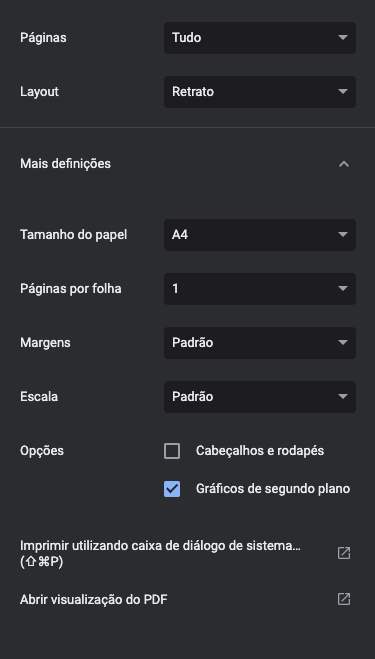 Páginas Tudo
Layout Retrato
Mais definições
Tamanho do papel A4
Páginas por folha 1
Margens Padrão
Escala Padrão
Opções Cabeçalhos e rodapés
Gráficos de segundo plano
Imprimir utilizando caixa de diálogo de sistema…
(⇧⌘P)
Abrir visualização do PDF